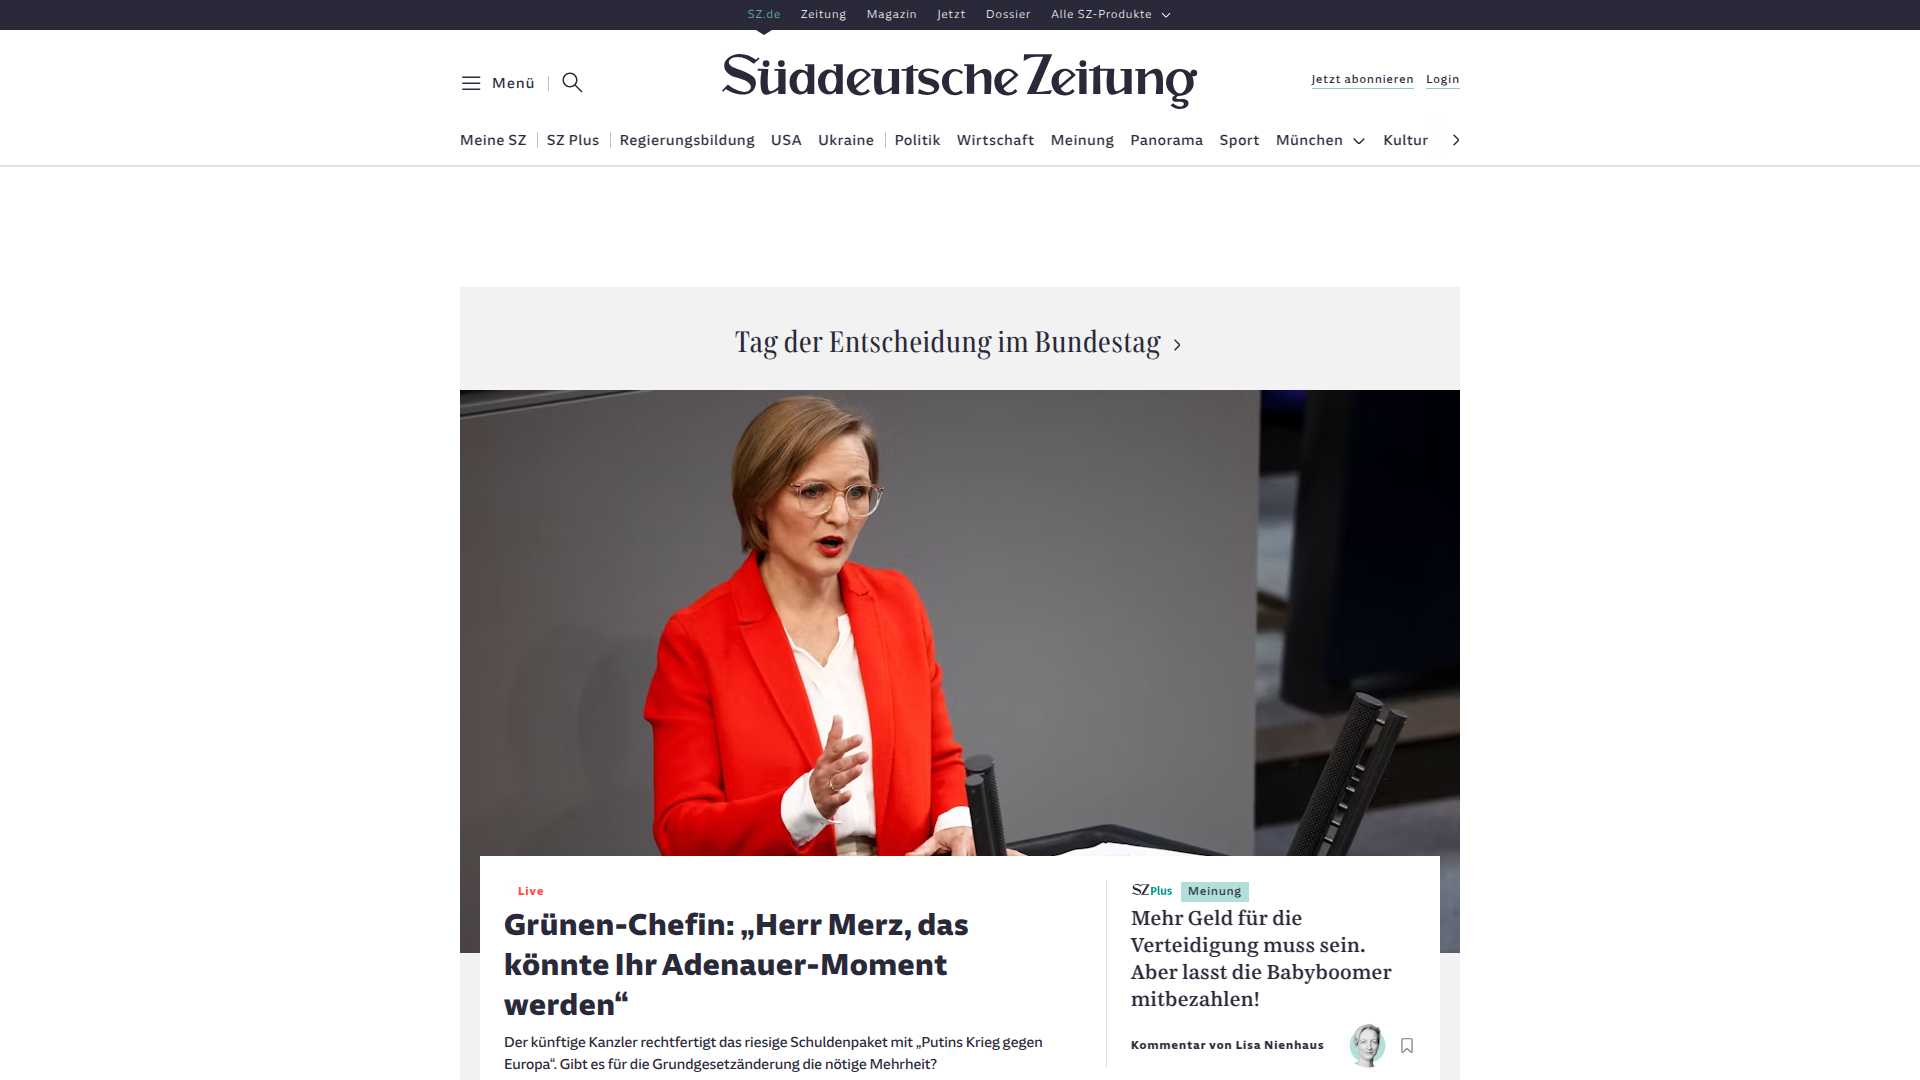 SZ.de Zeitung Magazin Jetzt Dossier Alle SZ-Produkte
Menü
Süddeutsche Zeitung
Jetzt abonnieren Login
Meine SZ SZ Plus Regierungsbildung USA Ukraine Politik Wirtschaft Meinung Panorama Sport München Kultur
Tag der Entscheidung im Bundestag
Live
Grünen-Chefin: „Herr Merz, das
könnte Ihr Adenauer-Moment
werden“
Der künftige Kanzler rechtfertigt das riesige Schuldenpaket mit „Putins Krieg gegen
Europa“. Gibt es für die Grundgesetzänderung die nötige Mehrheit?
SZ Plus Meinung
Mehr Geld für die
Verteidigung muss sein.
Aber lasst die Babyboomer
mitbezahlen!
Kommentar von Lisa Nienhaus